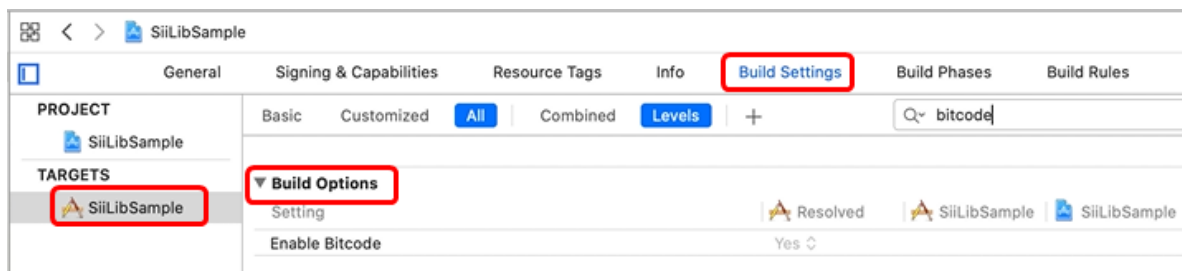 SiiLibSample
General Signing & Capabilities Resource Tags Info Build Settings Build Phases Build Rules
PROJECT
SiiLibSample
TARGETS
SiiLibSample
Basic Customized All Combined Levels + bitcode
Build Options
Setting Resolved SiiLibSample SiiLibSample
Enable Bitcode Yes